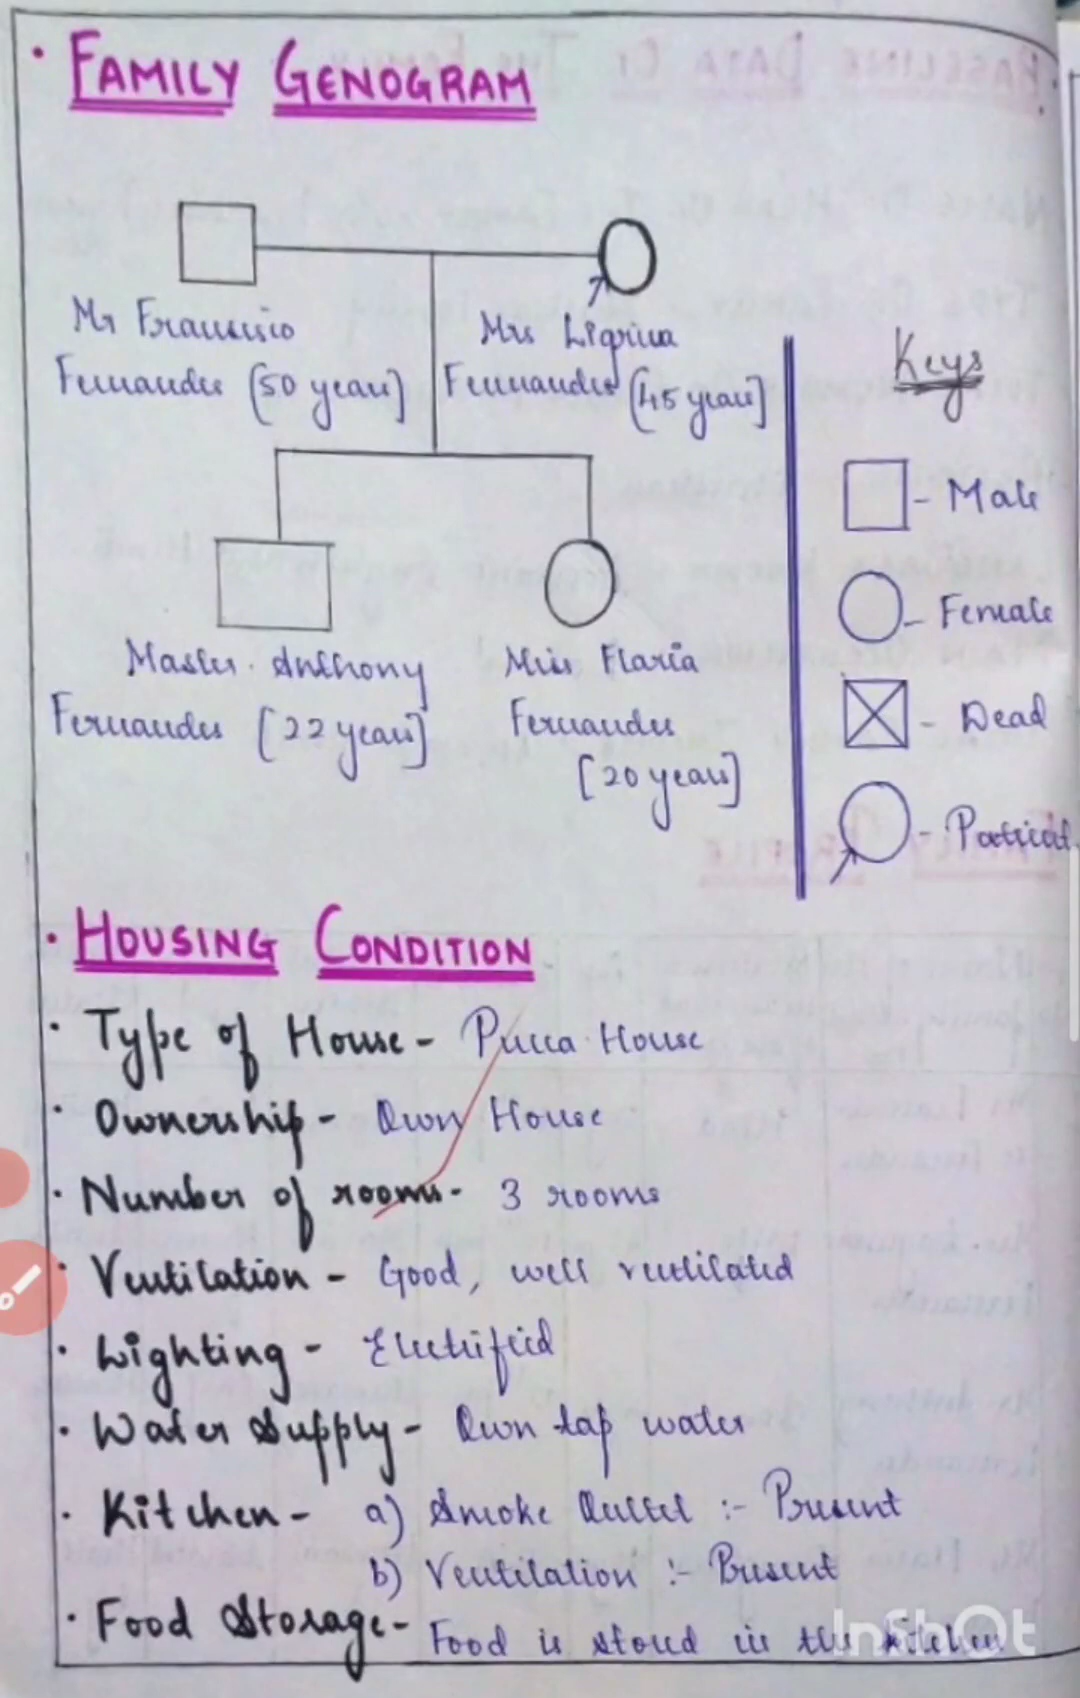 • FAMILY GENOGRAM
Mr Fransisio
Fernandes [50 years]
Mrs Ligrina
Fernandes [45 years]
Keys
- Male
- Female
- Dead
- Patient
Master. Anthony
Fernandes [22 years]
Miss Flaria
Fernandes
[20 years]
• HOUSING CONDITION
• Type of House - Pucca House
• Ownership - Own House
• Number of rooms - 3 rooms
• Ventilation - Good, well ventilated
• Lighting - Electrified
• Water Supply - Own tap water
• Kitchen - a) Smoke Outlet :- Present
b) Ventilation :- Present
• Food Storage - Food is stored in the kitchen
InShOt